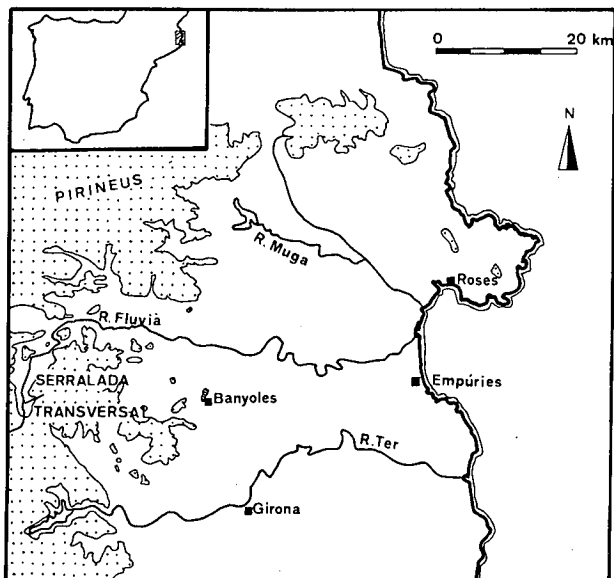 0 20 km
N
PIRINEUS
R. Muga
Roses
R. Fluvià
SERRALADA
TRANSVERSAL
Banyoles
Empúries
R. Ter
Girona